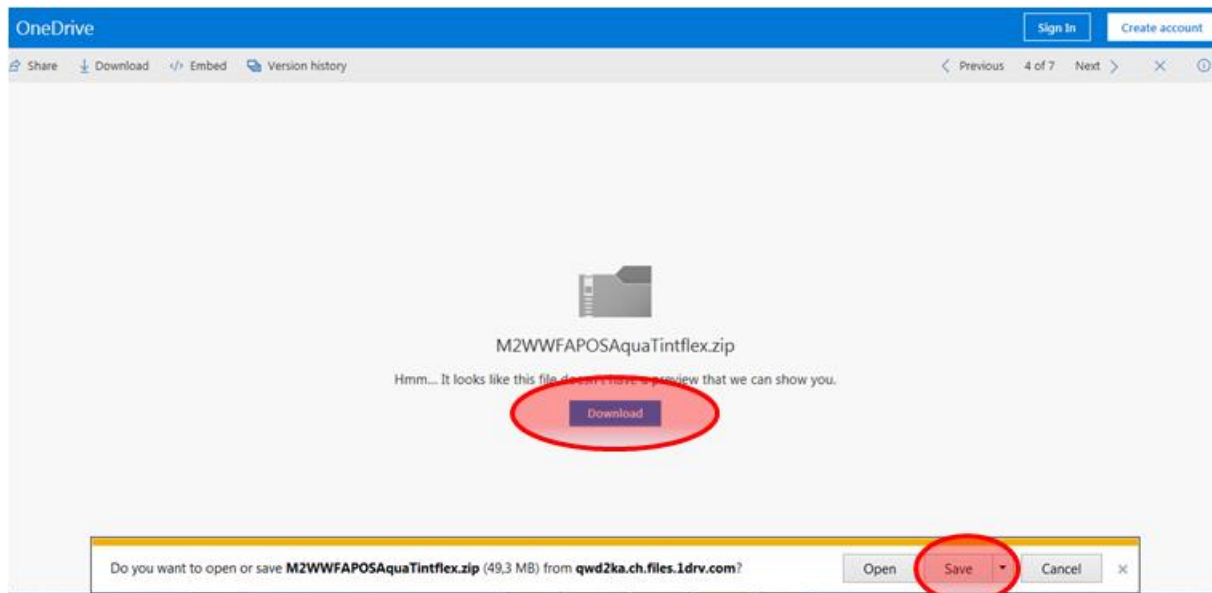 OneDrive Sign In Create account
Share Download Embed Version history Previous 4 of 7 Next
M2WWFAPOSAquaTintflex.zip
Hmm... It looks like this file doesn't have a preview that we can show you.
Download
Do you want to open or save M2WWFAPOSAquaTintflex.zip (49,3 MB) from qwd2ka.ch.files.1drv.com? Open Save Cancel